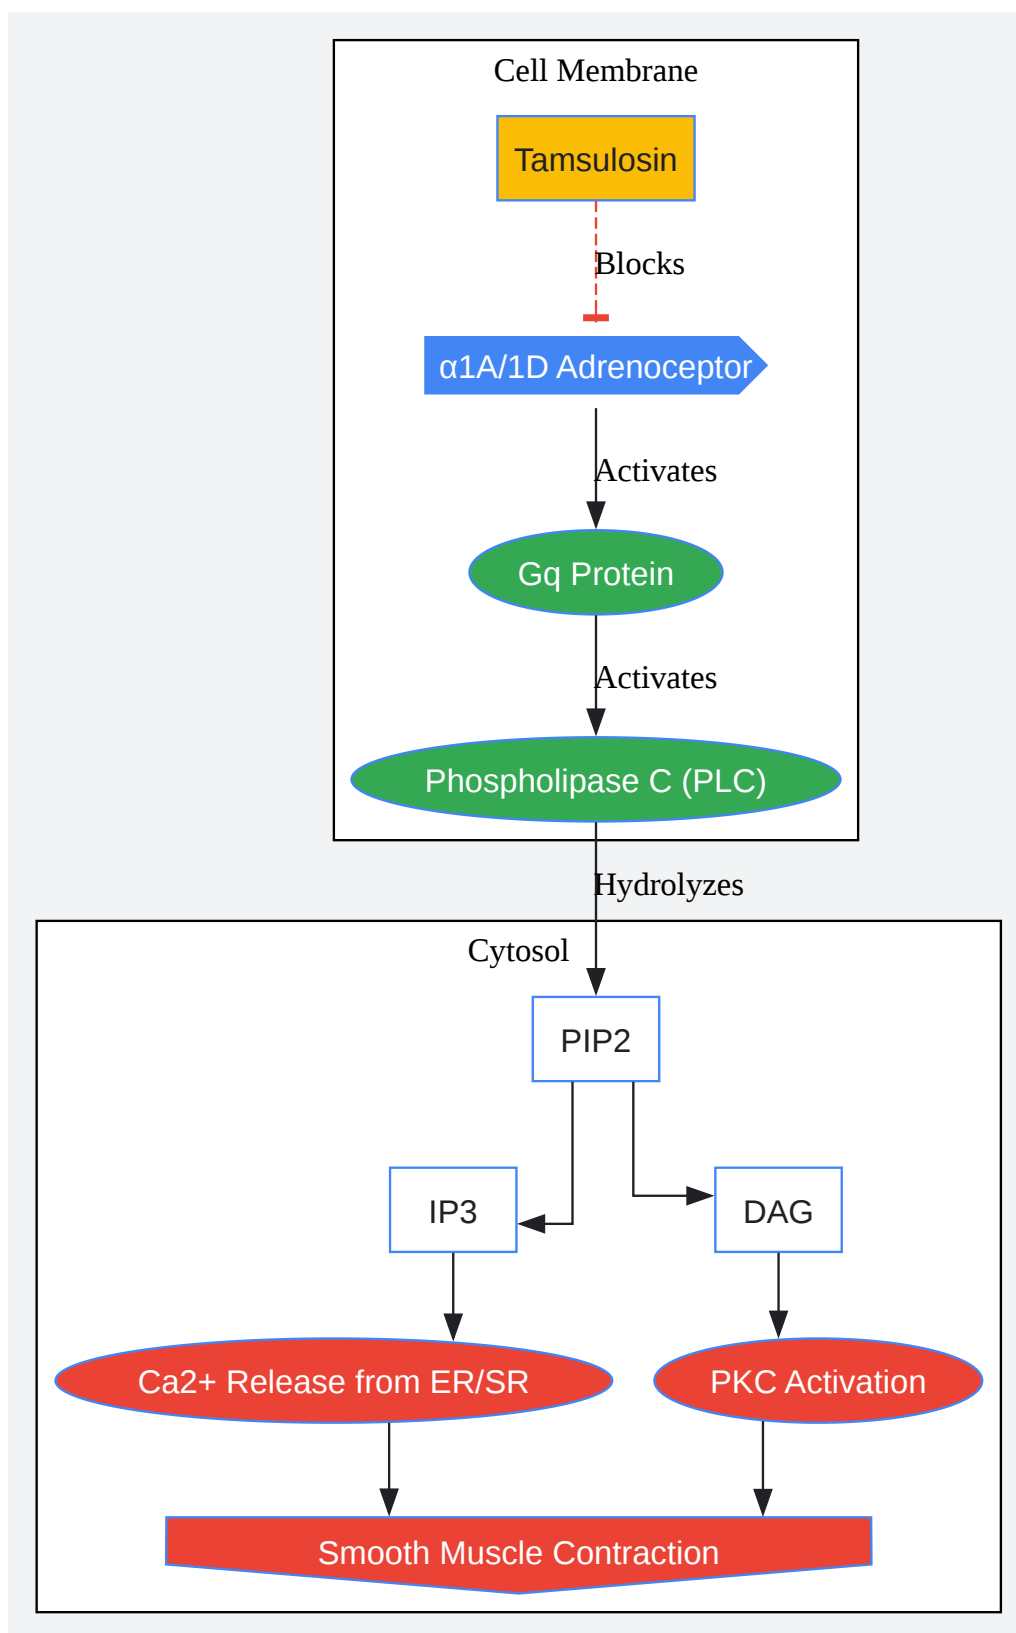 Cell Membrane
Tamsulosin
Blocks
α1A/1D Adrenoceptor
Activates
Gq Protein
Activates
Phospholipase C (PLC)
Hydrolyzes
Cytosol
PIP2
IP3
DAG
Ca2+ Release from ER/SR
PKC Activation
Smooth Muscle Contraction